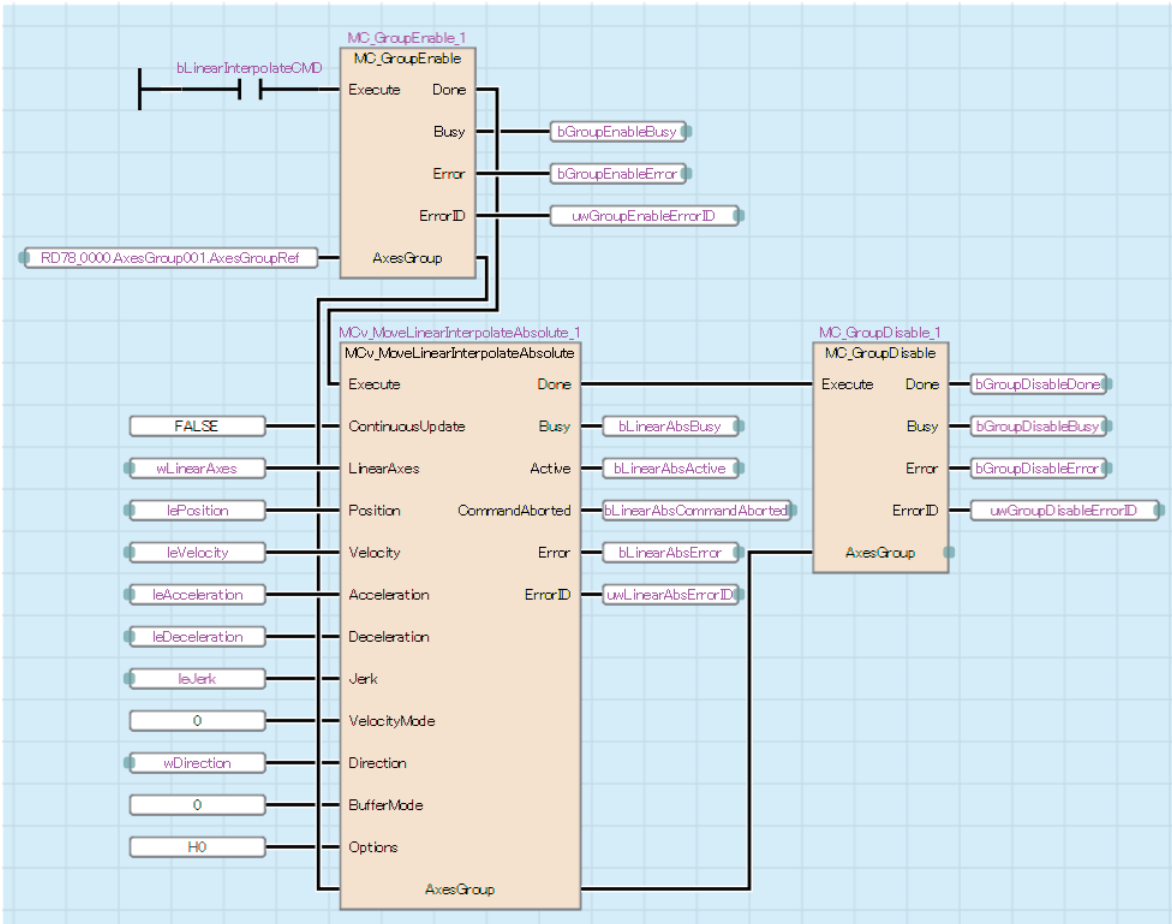 MC_GroupEnable_1
MC_GroupEnable
bLinearInterpolateCMD
Execute Done
Busy bGroupEnableBusy
Error bGroupEnableError
ErrorID uwGroupEnableErrorID
RD78_0000.AxesGroup001.AxesGroupRef AxesGroup
MCv_MoveLinearInterpolateAbsolute_1 MC_GroupDisable_1
MCv_MoveLinearInterpolateAbsolute MC_GroupDisable
Execute Done Execute Done bGroupDisableDone
FALSE ContinuousUpdate Busy bLinearAbsBusy Busy bGroupDisableBusy
wLinearAxes LinearAxes Active bLinearAbsActive Error bGroupDisableError
lePosition Position CommandAborted bLinearAbsCommandAborted ErrorID uwGroupDisableErrorID
leVelocity Velocity Error bLinearAbsError AxesGroup
leAcceleration Acceleration ErrorID uwLinearAbsErrorID
leDeceleration Deceleration
leJerk Jerk
0 VelocityMode
wDirection Direction
0 BufferMode
H0 Options
AxesGroup